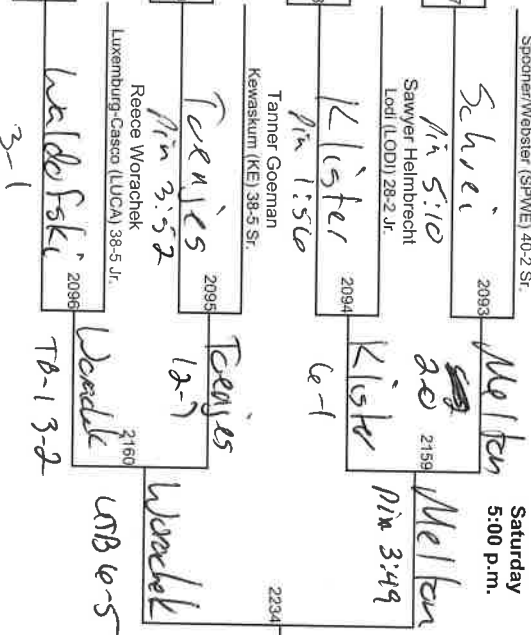 Spooner/Webster (SPWE) 40-2 Sr.
Schrei
Pin 5:10
2093
Melton
2-0
Sawyer Helmbrecht
Lodi (LODI) 28-2 Jr.
Klister
Pin 1:56
2094
Klister
6-1
2159
Melton
Pin 3:49
Saturday
5:00 p.m.
Tanner Goeman
Kewaskum (KE) 38-5 Sr.
Toenjes
Pin 3:52
2095
Toenjes
12-7
Reece Worachek
Luxemburg-Casco (LUCA) 38-5 Jr.
Waldofski
3-1
2096
Worachek
TB-1 3-2
2160
Worachek
UTB 6-5
2234